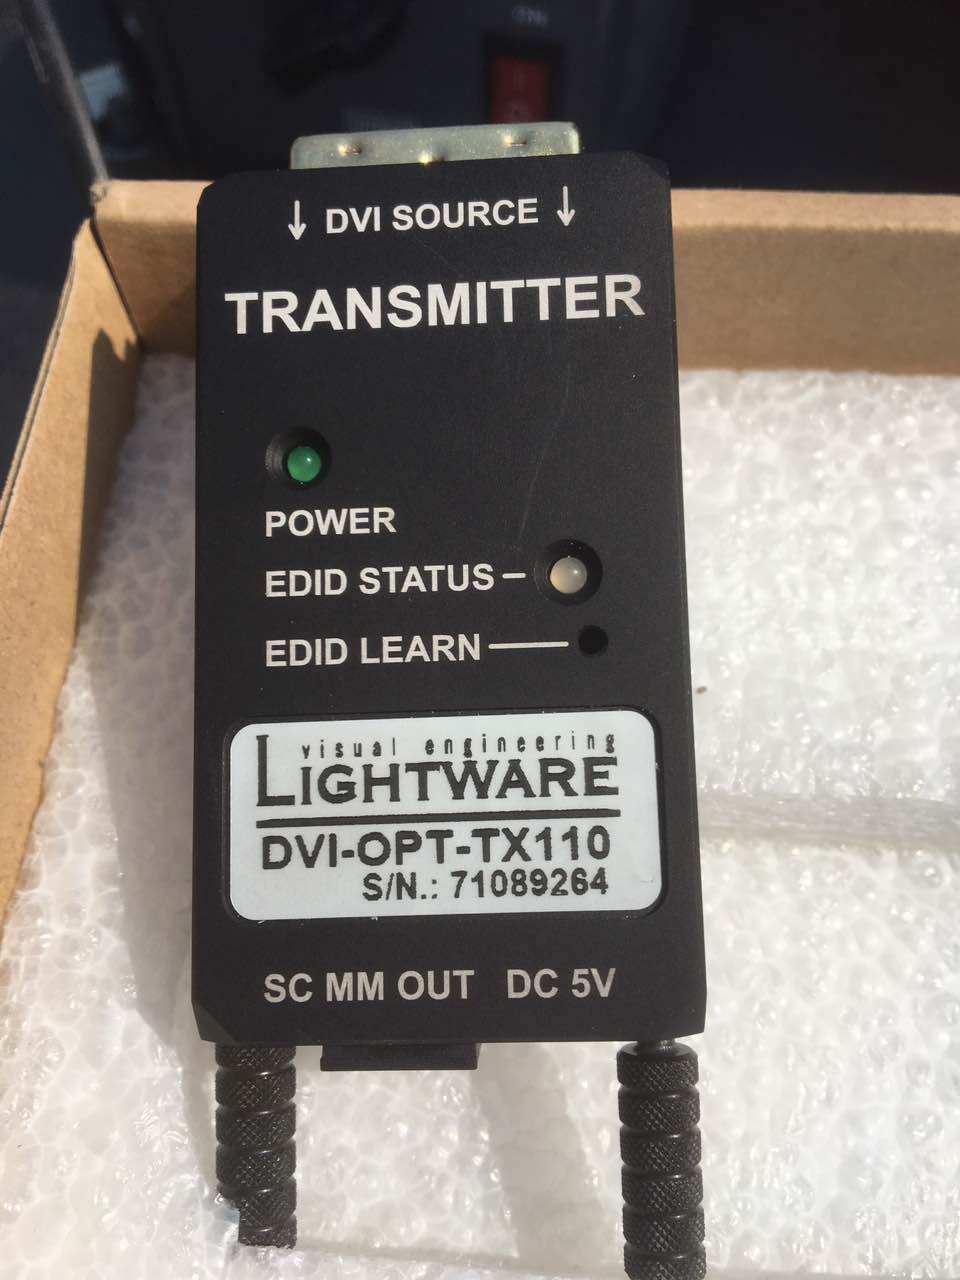 ↓ DVI SOURCE ↓
TRANSMITTER
POWER
EDID STATUS
EDID LEARN
visual engineering
LIGHTWARE
DVI-OPT-TX110
S/N.: 71089264
SC MM OUT DC 5V